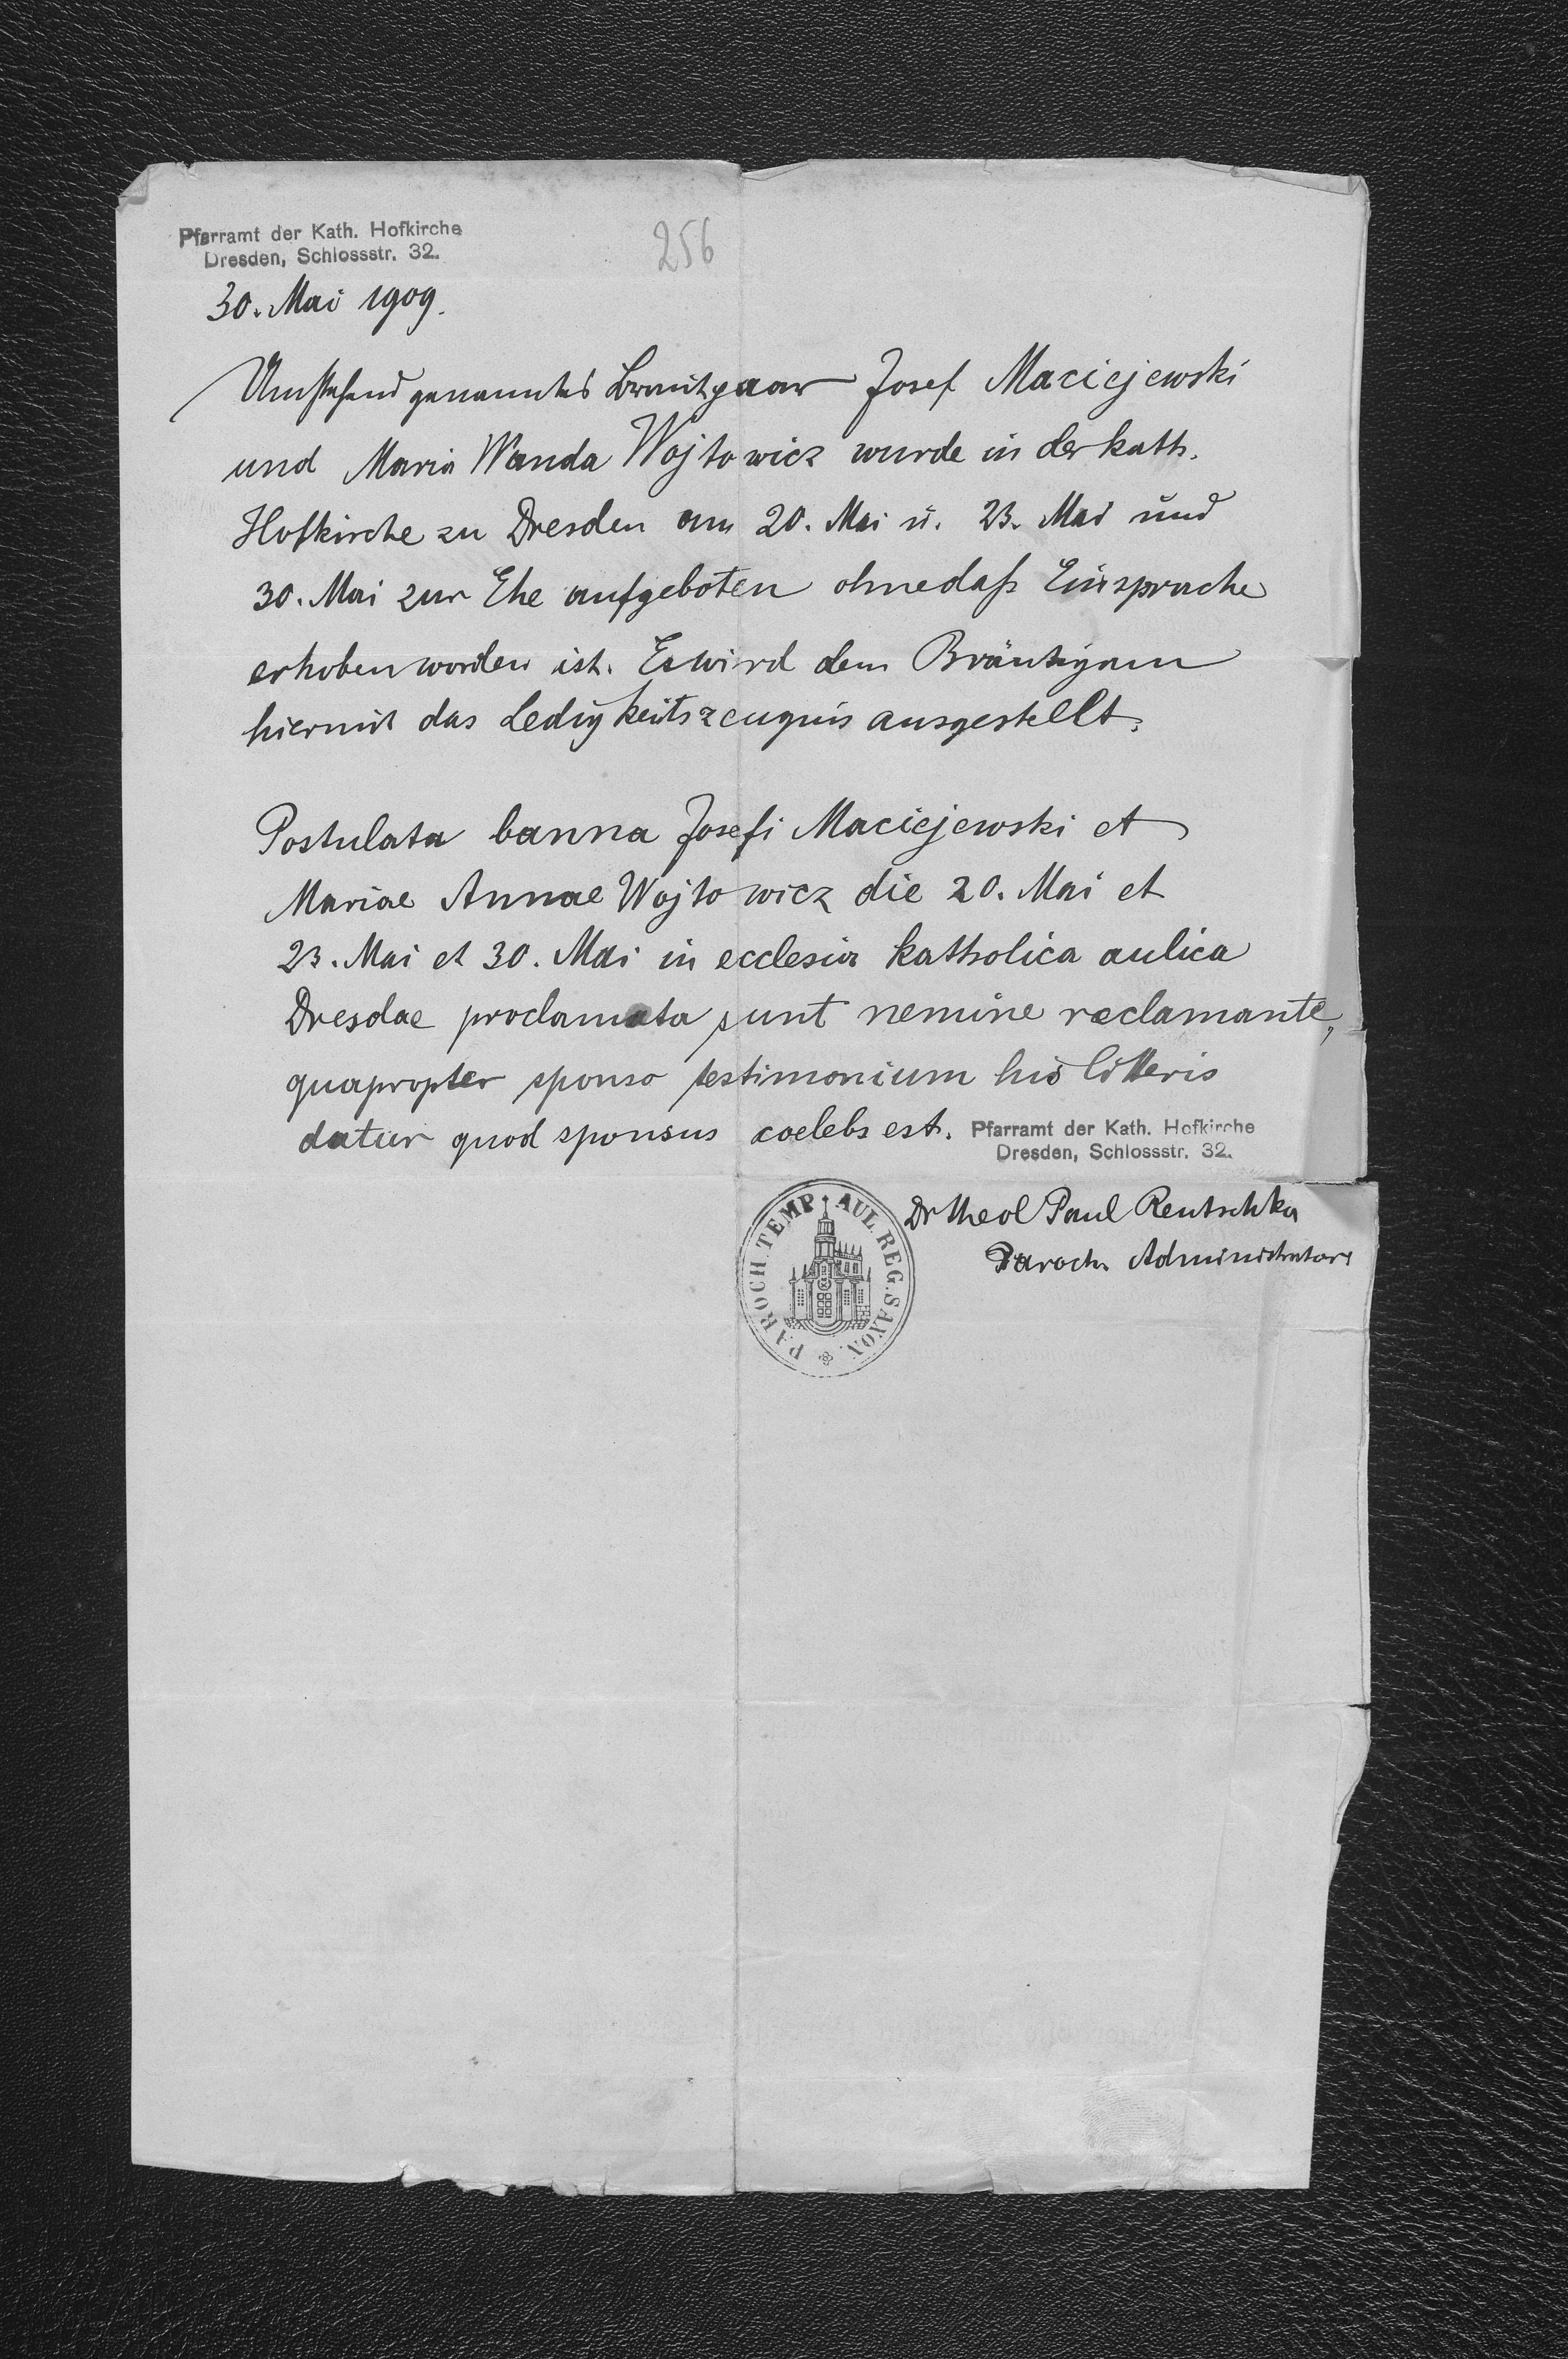 Pfarramt der Kath. Hofkirche
Dresden, Schlossstr. 32.
256
30. Mai 1909.
Umstehend genanntes Brautpaar Josef Maciejewski
und Maria Wanda Wojtowicz wurde in der kath.
Hofkirche zu Dresden am 20. Mai u. 23. Mai und
30. Mai zur Ehe aufgeboten ohnedaß Einsprache
erhoben worden ist. Es wird dem Bräutigam
hiermit das Ledigkeitszeugnis ausgestellt.
Postulata banna Josefi Maciejewski et
Mariae Annae Wojtowicz die 20. Mai et
23. Mai et 30. Mai in ecclesia katholica aulica
Dresdae proclamata sunt nemine reclamante,
quapropter sponso testimonium his litteris
datur quod sponsus coelebs est.
Pfarramt der Kath. Hofkirche
Dresden, Schlossstr. 32.
PAROCH. TEMP. AUL. REG. SAXON.
Dr theol Paul Rentschka
Paroch. Administrator